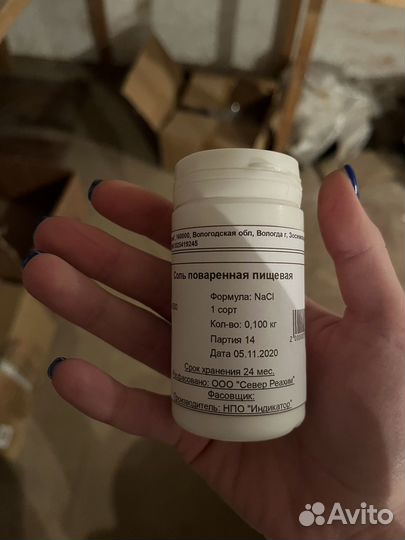 160000, Вологодская обл, Вологда г,
Соль поваренная пищевая
Формула: NaCl
1 сорт
Кол-во: 0,100 кг
Партия 14
Дата 05.11.2020
Срок хранения 24 мес.
ООО "Север Реахим"
Фасовщик:
Производитель: НПО "Индикатор"
Avito